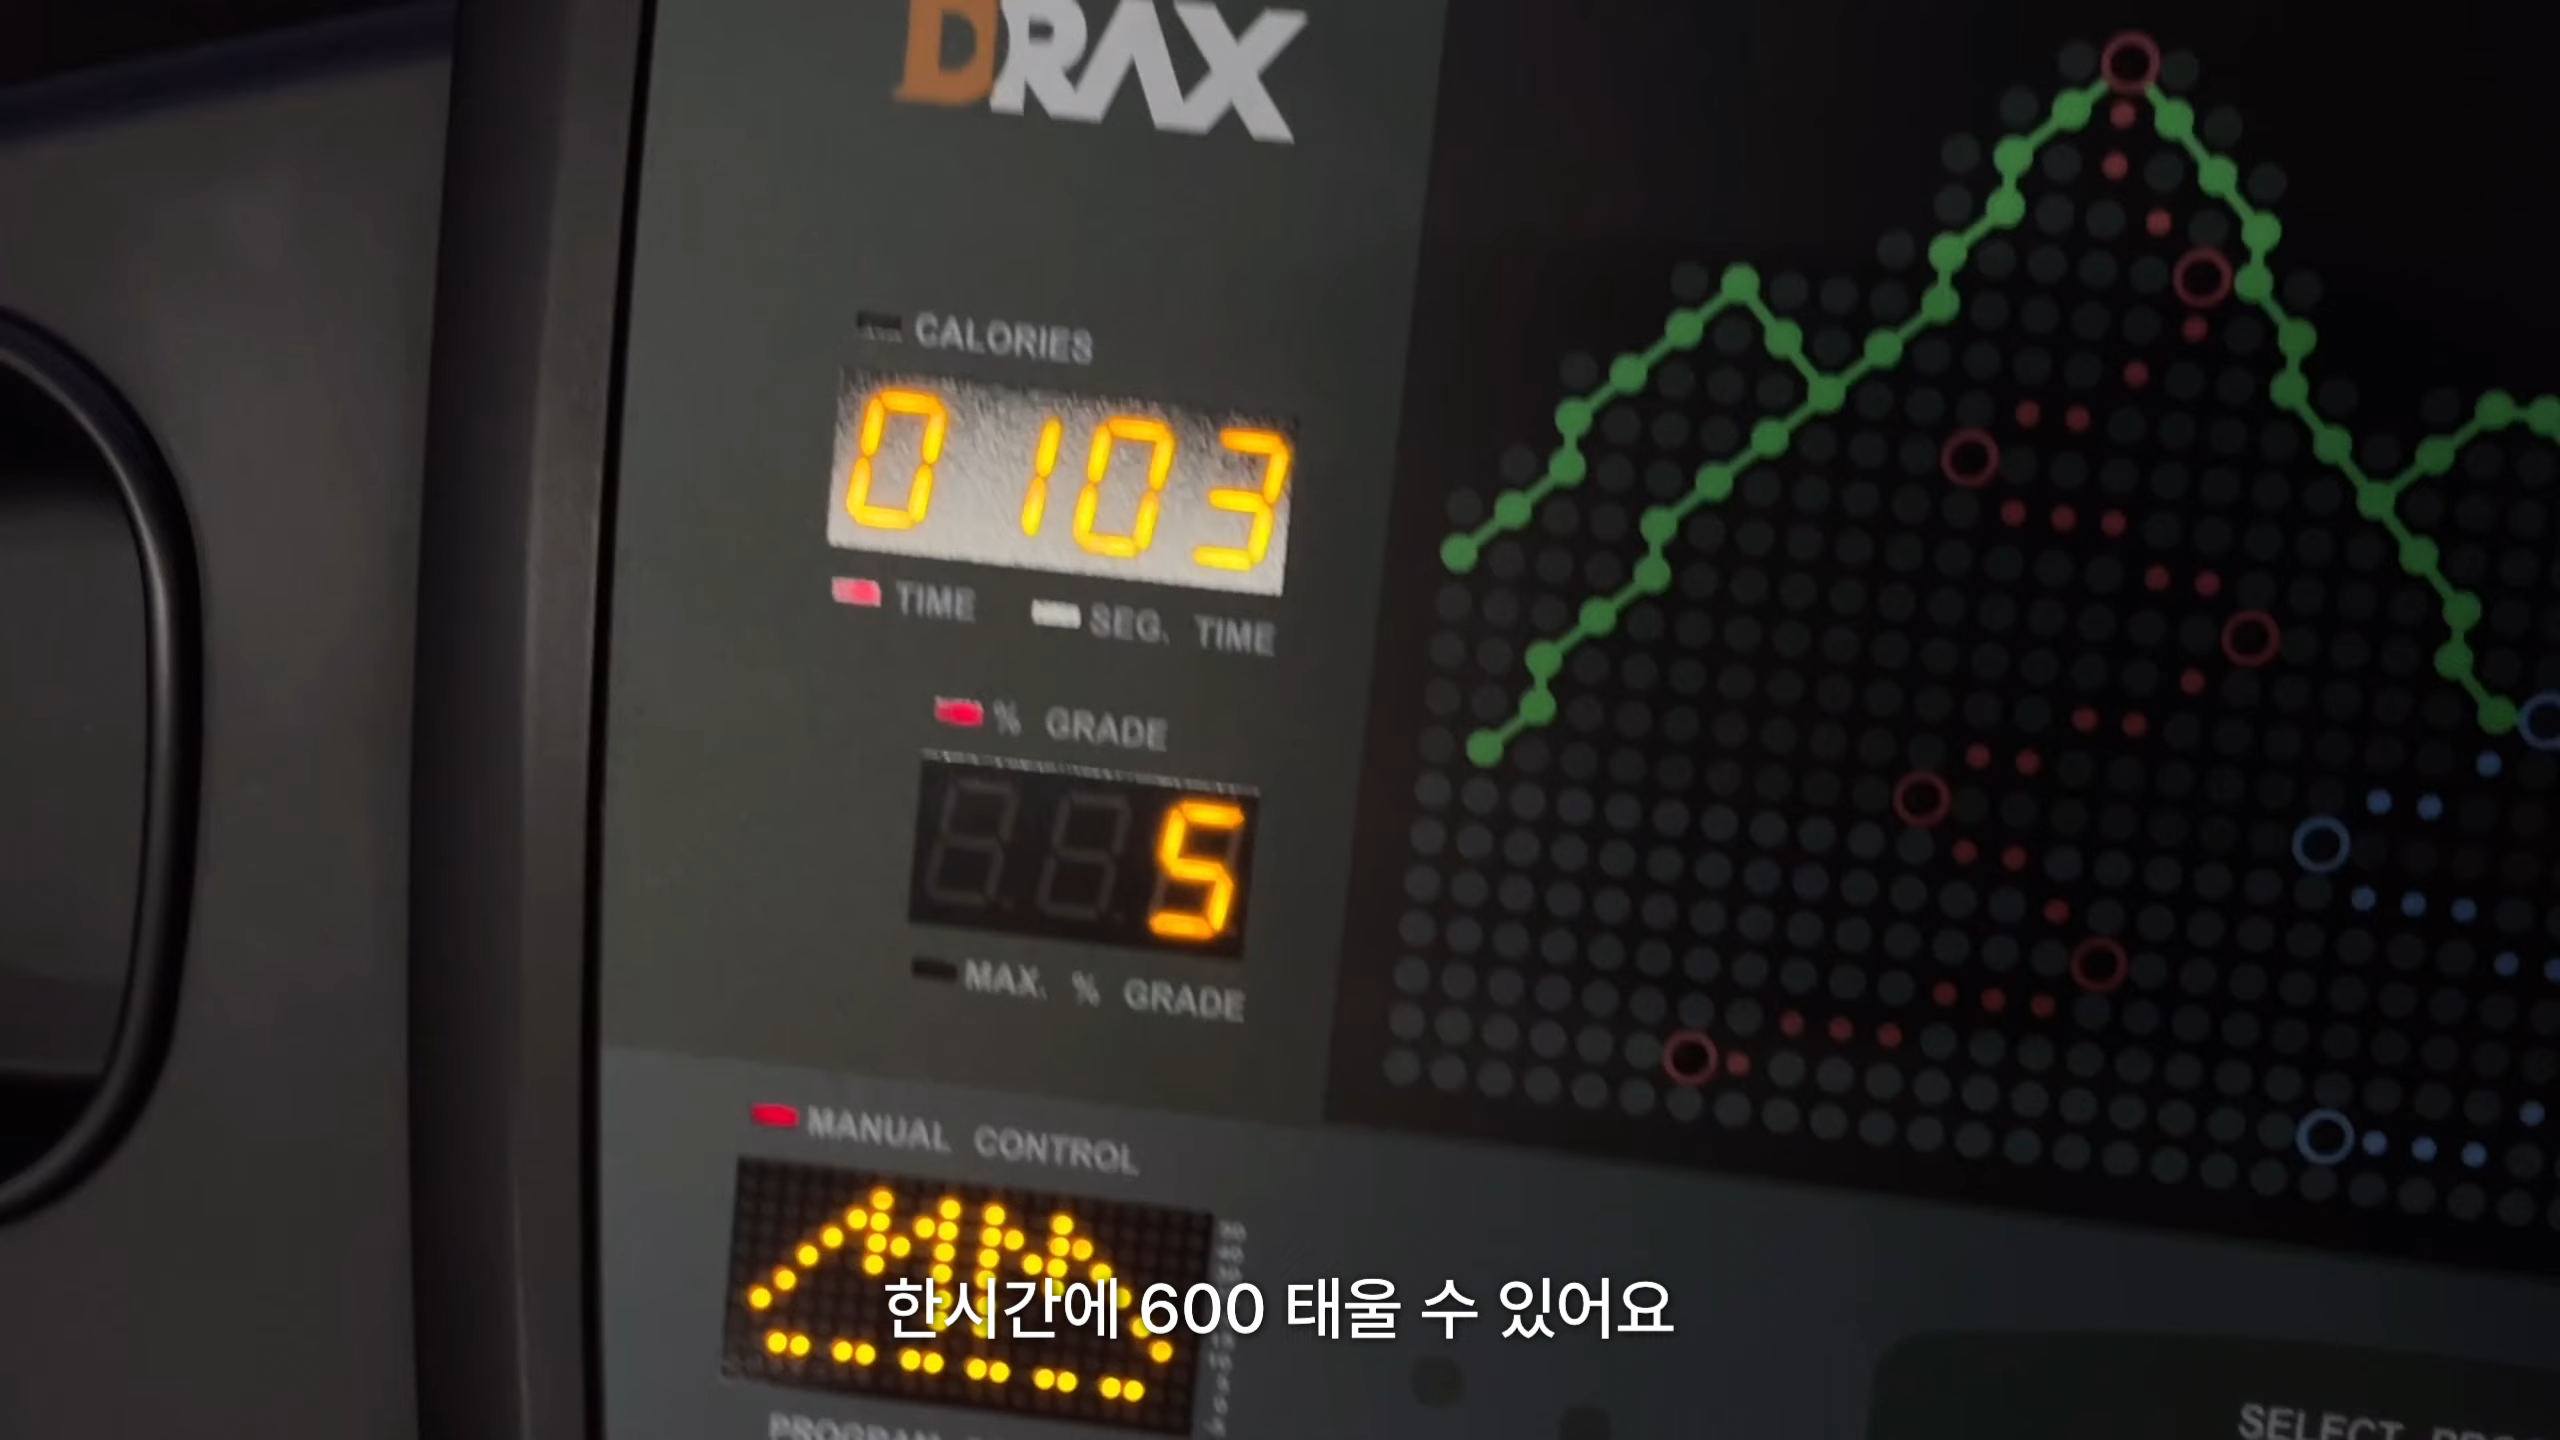 DRAX
CALORIES
0103
TIME SEG. TIME
% GRADE
5
MAX. % GRADE
MANUAL CONTROL
한시간에 600 태울 수 있어요
SELECT